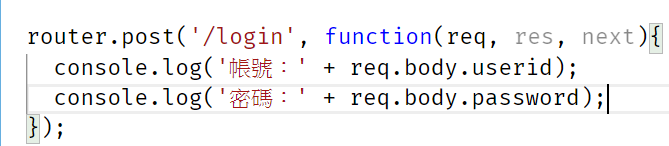 router.post('/login', function(req, res, next){
console.log('帳號：' + req.body.userid);
console.log('密碼：' + req.body.password);
});